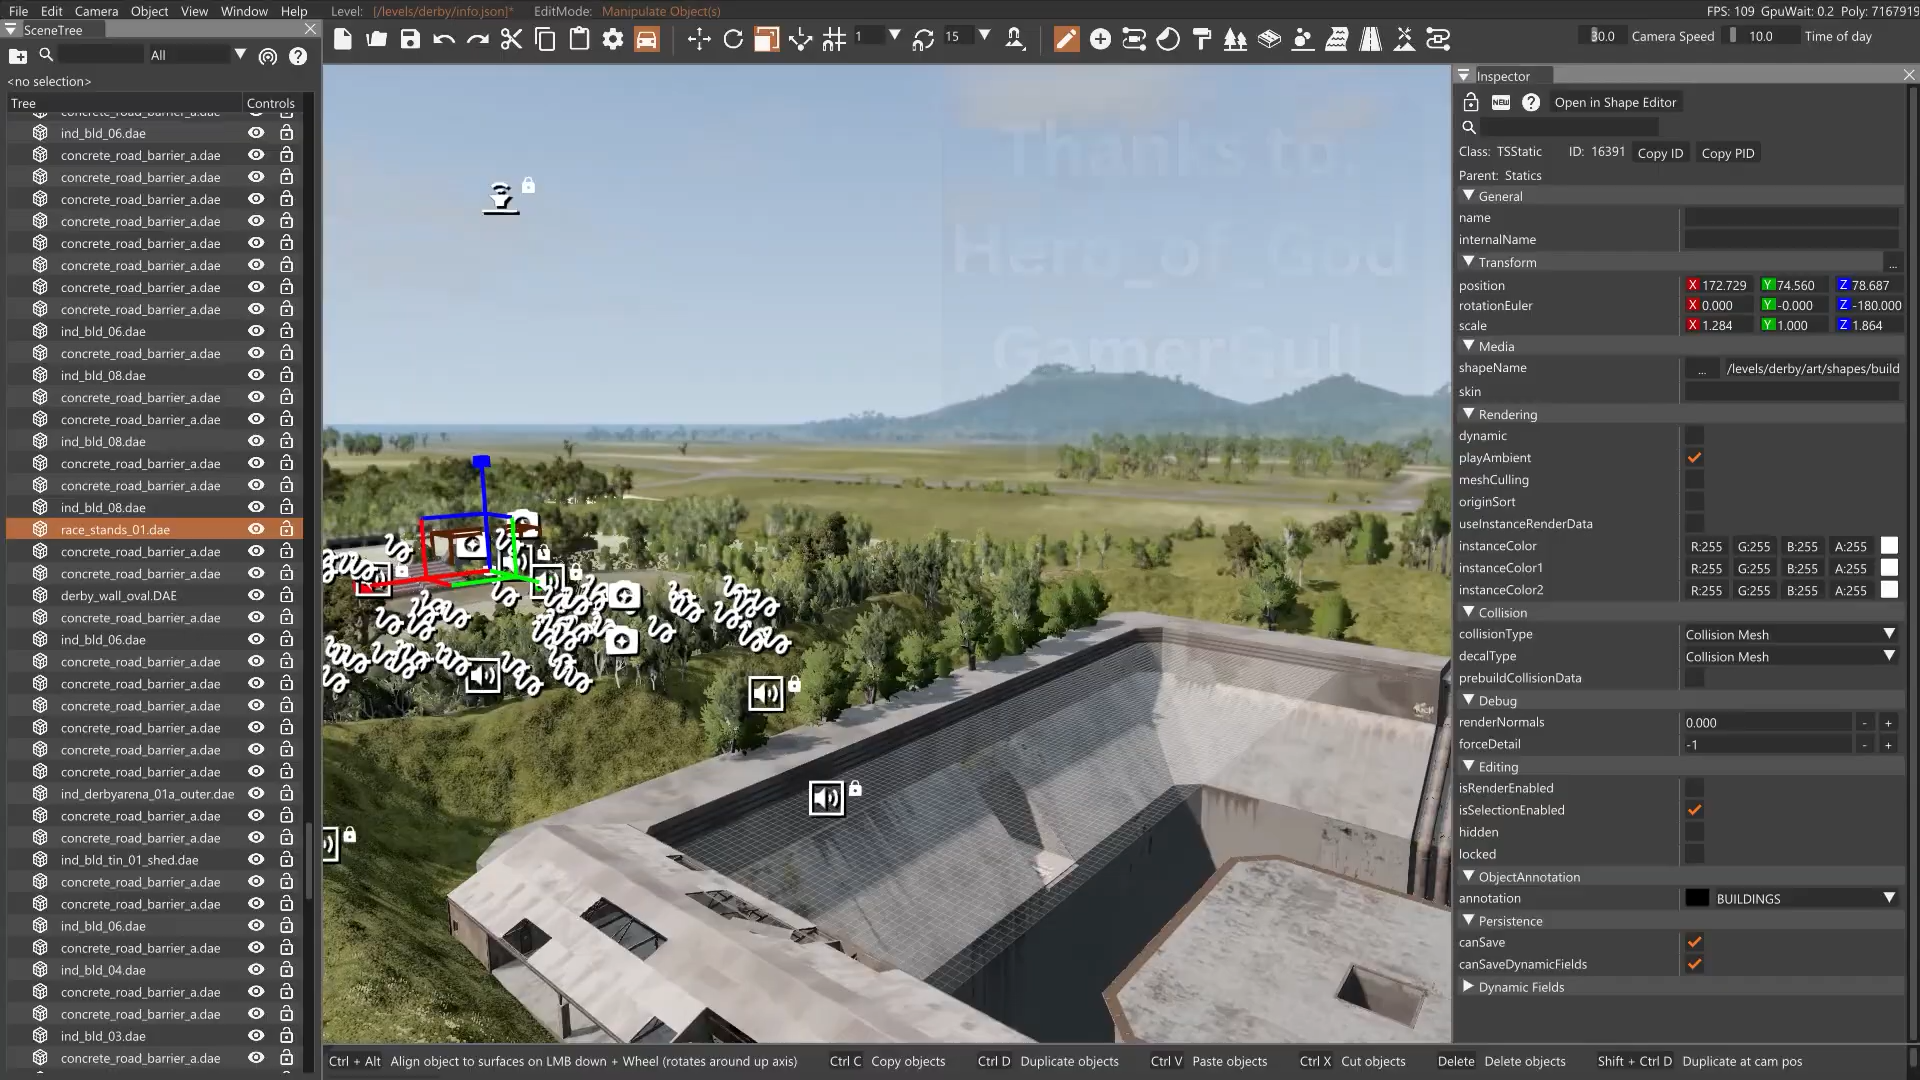 File Edit Camera Object View Window Help Level: [/levels/derby/info.json]* EditMode: Manipulate Object(s) FPS: 109 GpuWait: 0.2 Poly: 7167919
SceneTree
1 15 30.0 Camera Speed 10.0 Time of day
All
<no selection>
Tree Controls
concrete_road_barrier_a.dae
ind_bld_06.dae
concrete_road_barrier_a.dae
concrete_road_barrier_a.dae
concrete_road_barrier_a.dae
concrete_road_barrier_a.dae
concrete_road_barrier_a.dae
concrete_road_barrier_a.dae
concrete_road_barrier_a.dae
concrete_road_barrier_a.dae
ind_bld_06.dae
concrete_road_barrier_a.dae
ind_bld_08.dae
concrete_road_barrier_a.dae
concrete_road_barrier_a.dae
ind_bld_08.dae
concrete_road_barrier_a.dae
concrete_road_barrier_a.dae
ind_bld_08.dae
race_stands_01.dae
concrete_road_barrier_a.dae
concrete_road_barrier_a.dae
derby_wall_oval.DAE
concrete_road_barrier_a.dae
ind_bld_06.dae
concrete_road_barrier_a.dae
concrete_road_barrier_a.dae
concrete_road_barrier_a.dae
concrete_road_barrier_a.dae
concrete_road_barrier_a.dae
concrete_road_barrier_a.dae
ind_derbyarena_01a_outer.dae
concrete_road_barrier_a.dae
concrete_road_barrier_a.dae
ind_bld_tin_01_shed.dae
concrete_road_barrier_a.dae
concrete_road_barrier_a.dae
ind_bld_06.dae
concrete_road_barrier_a.dae
ind_bld_04.dae
concrete_road_barrier_a.dae
concrete_road_barrier_a.dae
ind_bld_03.dae
concrete_road_barrier_a.dae
Thanks to:
Hero_of_God
GamerGull
Inspector
NEW Open in Shape Editor
Class: TSStatic ID: 16391 Copy ID Copy PID
Parent: Statics
General
name
internalName
Transform
...
position X 172.729 Y 74.560 Z 78.687
rotationEuler X 0.000 Y -0.000 Z -180.000
scale X 1.284 Y 1.000 Z 1.864
Media
shapeName ... /levels/derby/art/shapes/build
skin
Rendering
dynamic
playAmbient
meshCulling
originSort
useInstanceRenderData
instanceColor R:255 G:255 B:255 A:255
instanceColor1 R:255 G:255 B:255 A:255
instanceColor2 R:255 G:255 B:255 A:255
Collision
collisionType Collision Mesh
decalType Collision Mesh
prebuildCollisionData
Debug
renderNormals 0.000 - +
forceDetail -1 - +
Editing
isRenderEnabled
isSelectionEnabled
hidden
locked
ObjectAnnotation
annotation BUILDINGS
Persistence
canSave
canSaveDynamicFields
Dynamic Fields
Ctrl + Alt Align object to surfaces on LMB down + Wheel (rotates around up axis) Ctrl C Copy objects Ctrl D Duplicate objects Ctrl V Paste objects Ctrl X Cut objects Delete Delete objects Shift + Ctrl D Duplicate at cam pos